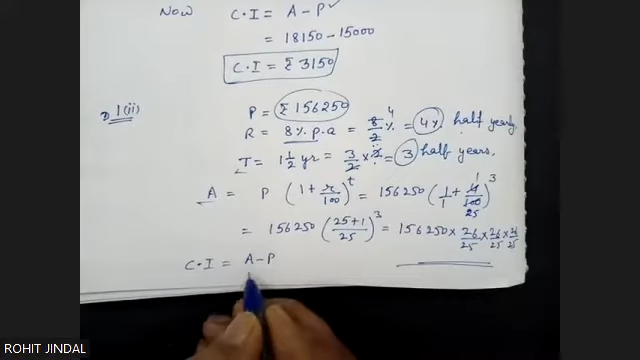 Now C.I = A - P ✓
= 18150 - 15000
C.I = ₹ 3150
Q 1(ii) P = ₹ 156250
R = 8% p.a = 8/2 % = 4% half yearly
T = 1 1/2 yr = 3/2 × 2 = 3 half years.
A = P (1 + r/100)^t = 156250 (1/1 + 4/100)^3
1
25
= 156250 (25+1/25)^3 = 156250 × 26/25 × 26/25 × 26/25
C.I = A - P
ROHIT JINDAL